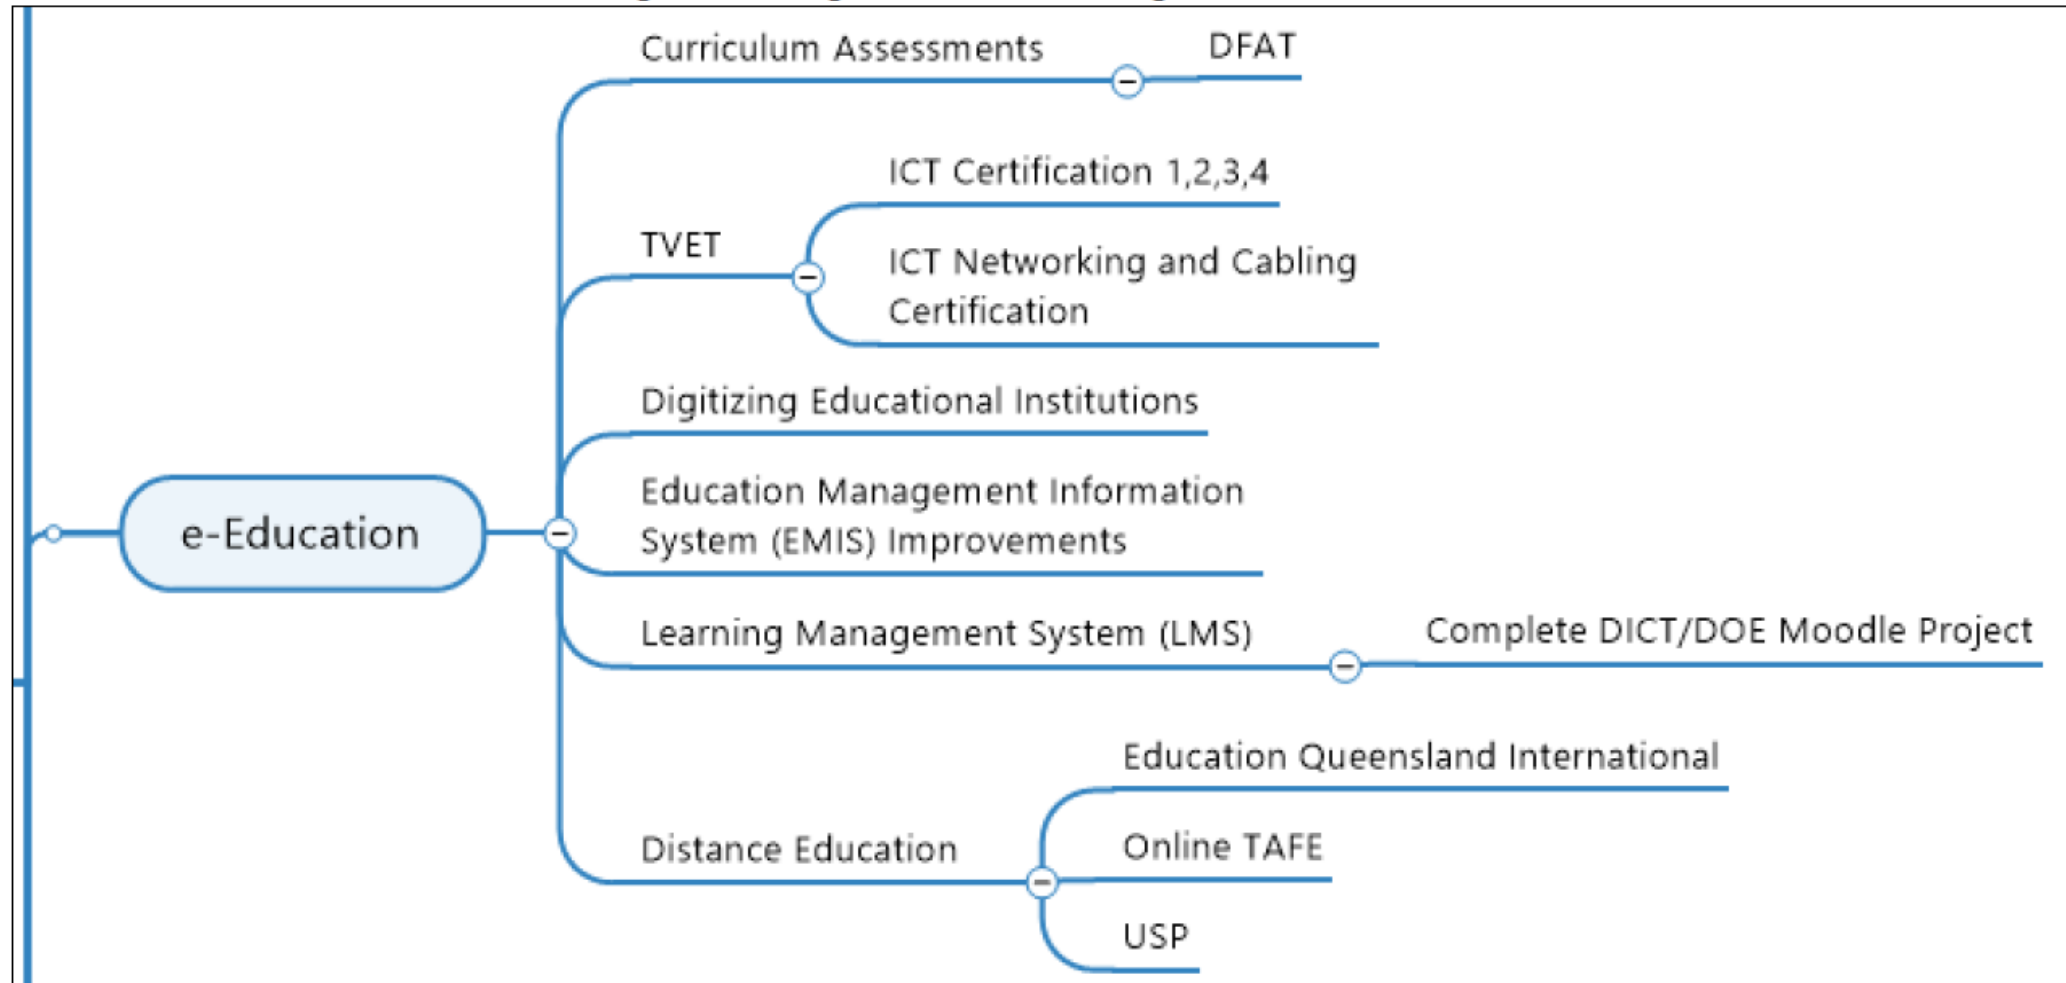 Curriculum Assessments
DFAT
TVET
ICT Certification 1,2,3,4
ICT Networking and Cabling
Certification
Digitizing Educational Institutions
e-Education
Education Management Information
System (EMIS) Improvements
Learning Management System (LMS)
Complete DICT/DOE Moodle Project
Distance Education
Education Queensland International
Online TAFE
USP